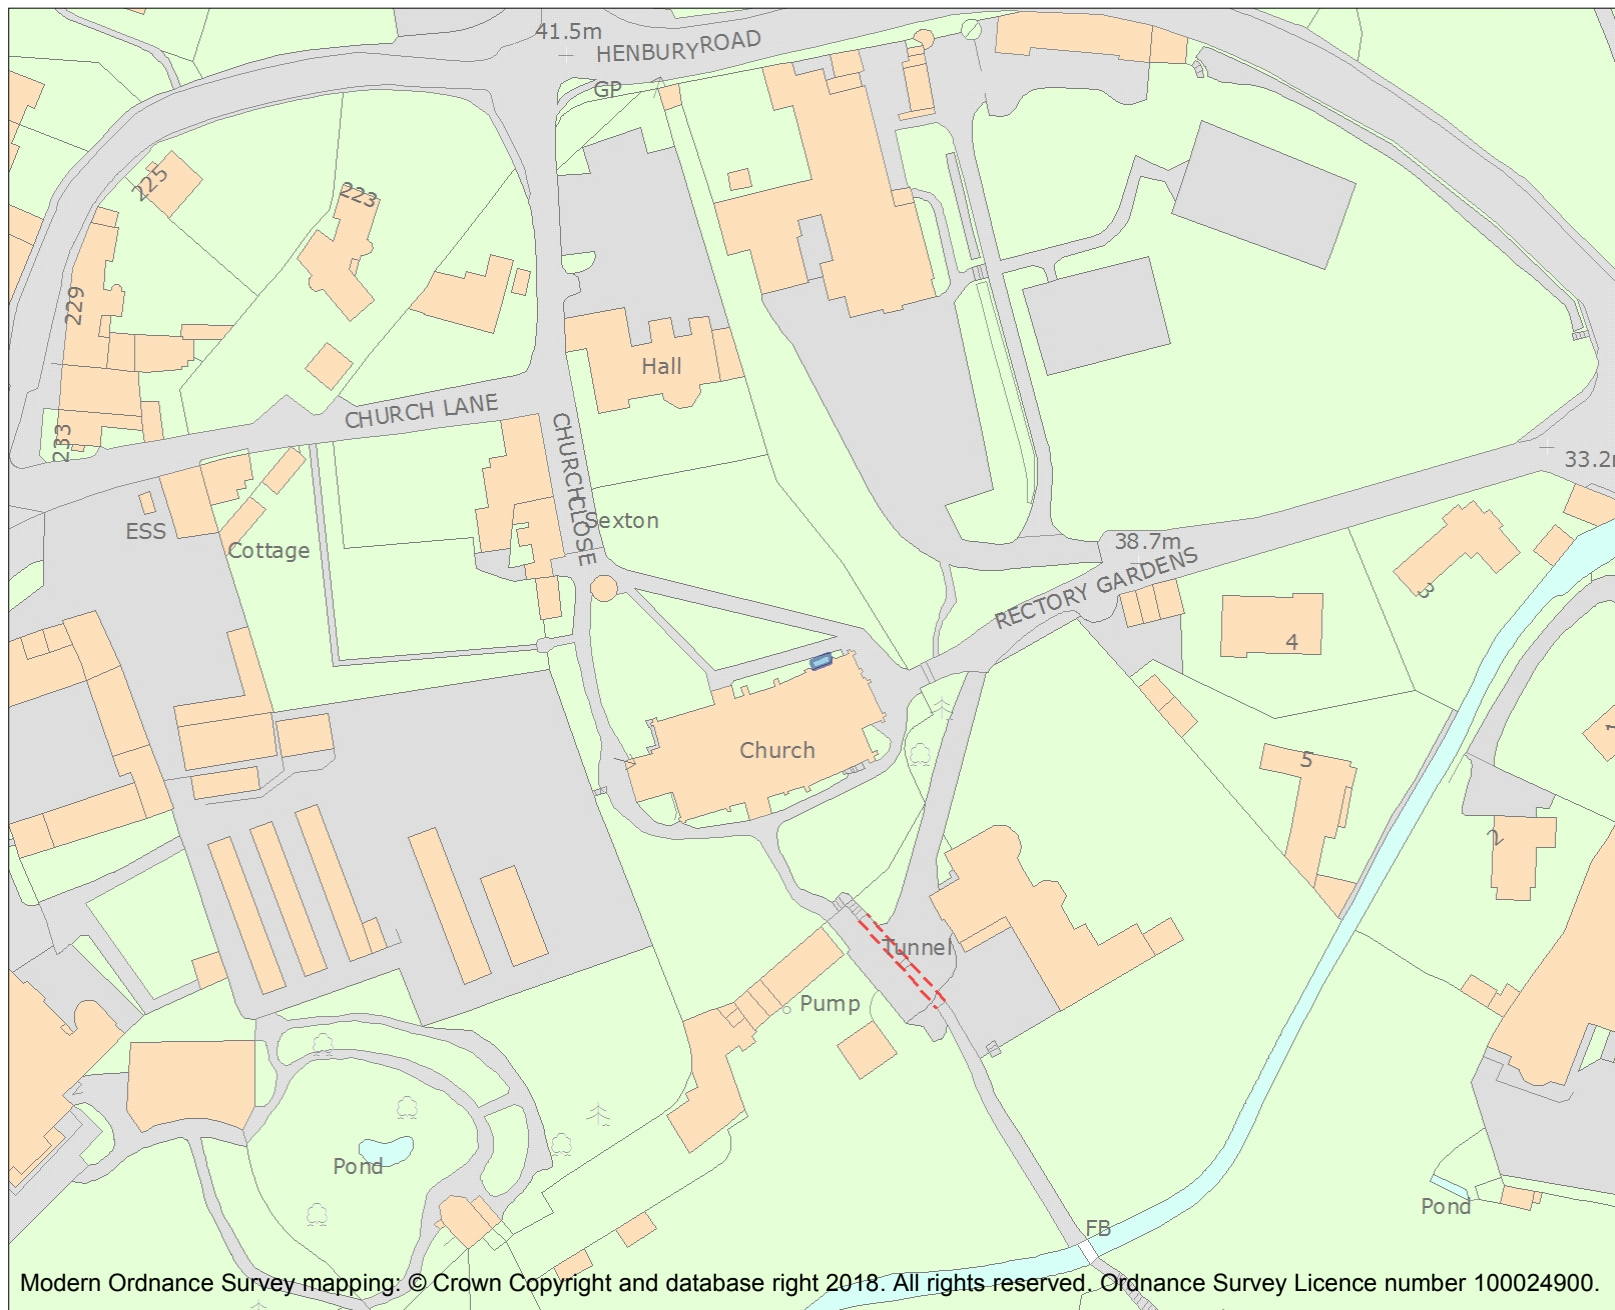 41.5m
HENBURY ROAD
GP
225
223
229
Hall
CHURCH LANE
CHURCH CLOSE
233
33.2m
ESS
Cottage
Sexton
38.7m
RECTORY GARDENS
3
4
Church
5
1
2
Tunnel
Pump
Pond
Pond
FB
Modern Ordnance Survey mapping: © Crown Copyright and database right 2018. All rights reserved. Ordnance Survey Licence number 100024900.